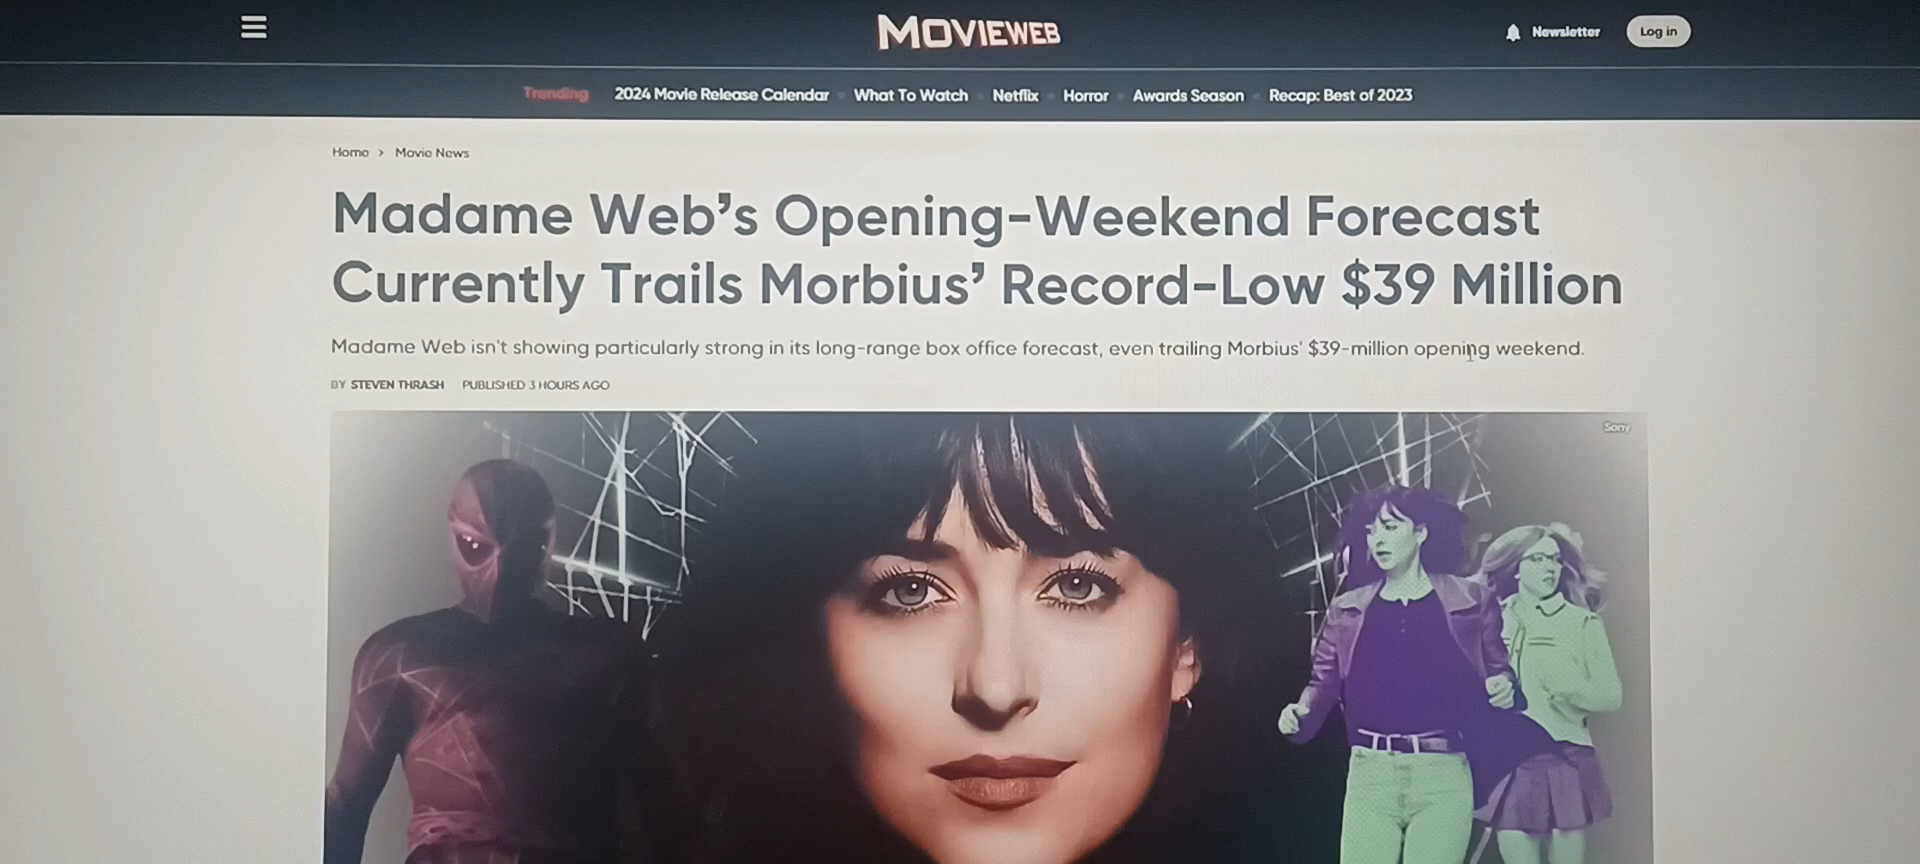 MOVIEWEB
Newsletter
Log in
Trending 2024 Movie Release Calendar What To Watch Netflix Horror Awards Season Recap: Best of 2023
Home > Movie News
Madame Web’s Opening-Weekend Forecast
Currently Trails Morbius’ Record-Low $39 Million
Madame Web isn't showing particularly strong in its long-range box office forecast, even trailing Morbius' $39-million opening weekend.
BY STEVEN THRASH PUBLISHED 3 HOURS AGO
Sony